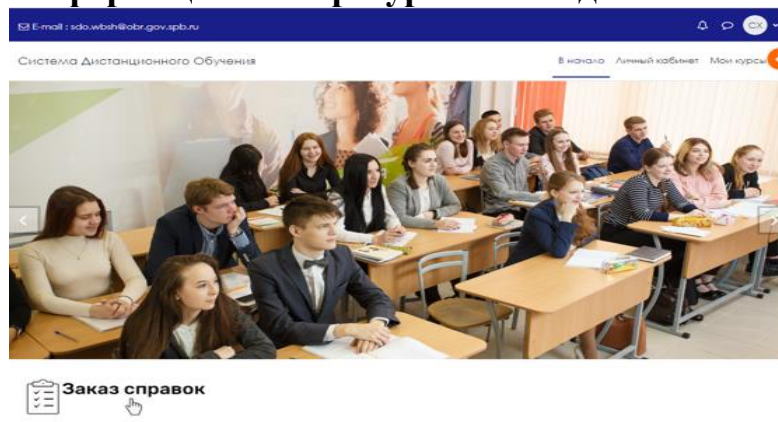 E-mail : sdo.wbsh@obr.gov.spb.ru
СХ
Система Дистанционного Обучения
В начало Личный кабинет Мои курсы
Заказ справок